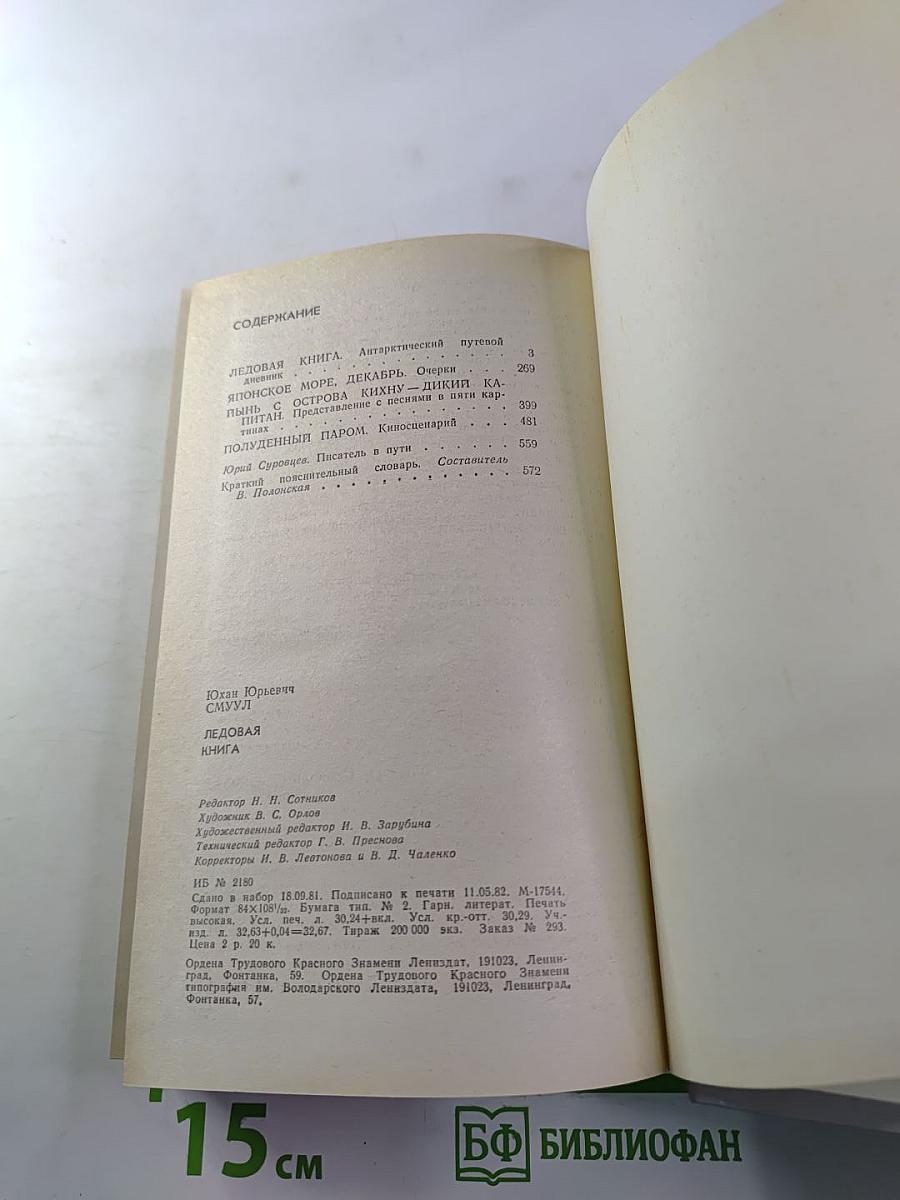 СОДЕРЖАНИЕ
ЛЕДОВАЯ КНИГА. Антарктический путевой
дневник . . . . . . . . . . . . . 3
ЯПОНСКОЕ МОРЕ, ДЕКАБРЬ. Очерки . . . 269
ПЫНЬ С ОСТРОВА КИХНУ — ДИКИЙ КА-
ПИТАН. Представление с песнями в пяти кар-
тинах . . . . . . . . . . . . . 399
ПОЛУДЕННЫЙ ПАРОМ. Киносценарий . . . 481
Юрий Суровцев. Писатель в пути . . . . . 559
Краткий пояснительный словарь. Составитель
В. Полонская . . . . . . . . . . . 572
Юхан Юрьевич
СМУУЛ
ЛЕДОВАЯ
КНИГА
Редактор Н. Н. Сотников
Художник В. С. Орлов
Художественный редактор И. В. Зарубина
Технический редактор Г. В. Преснова
Корректоры И. В. Левтонова и В. Д. Чаленко
ИБ № 2180
Сдано в набор 18.09.81. Подписано к печати 11.05.82. М-17544.
Формат 84×108¹/₃₂. Бумага тип. № 2. Гарн. литерат. Печать
высокая. Усл. печ. л. 30,24+вкл. Усл. кр.-отт. 30,29. Уч.-
изд. л. 32,63+0,04=32,67. Тираж 200 000 экз. Заказ № 293.
Цена 2 р. 20 к.
Ордена Трудового Красного Знамени Лениздат, 191023, Ленин-
град, Фонтанка, 59. Ордена Трудового Красного Знамени
типография им. Володарского Лениздата, 191023, Ленинград,
Фонтанка, 57.
15 см
БФ БИБЛИОФАН